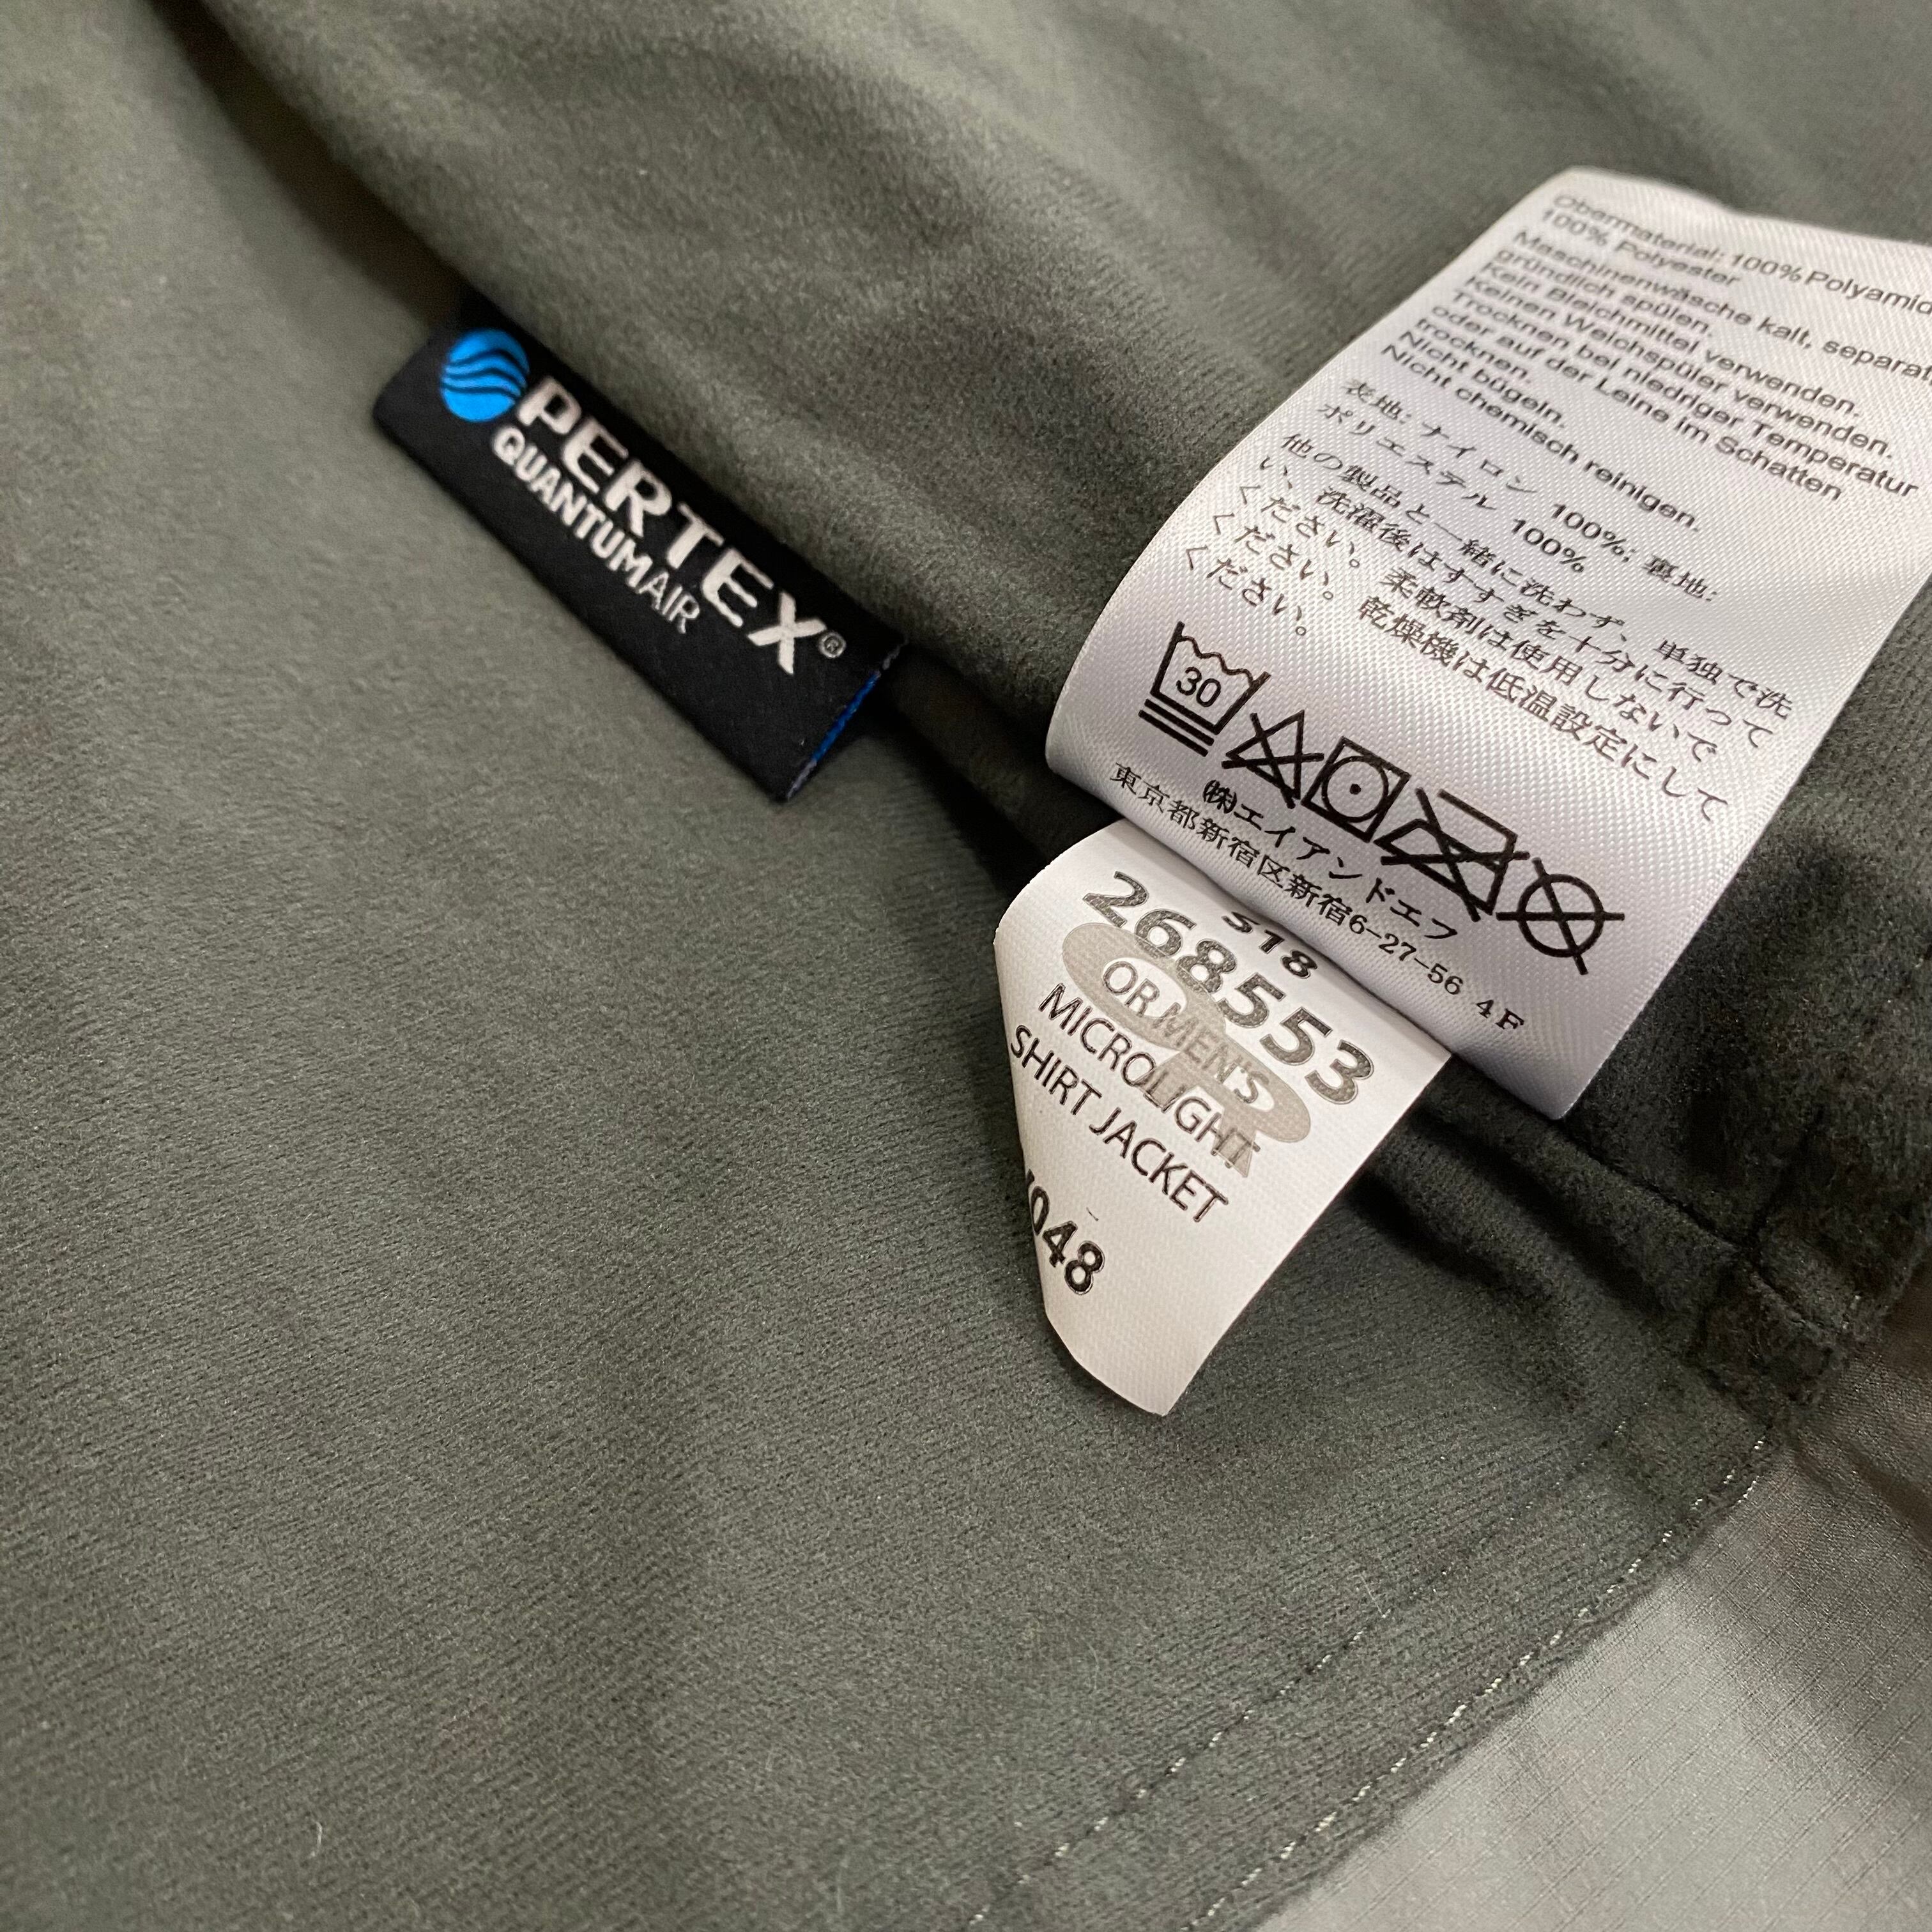 PERTEX®
QUANTUMAIR
Obermaterial: 100% Polyamid
100% Polyester
Maschinenwäsche kalt, separat
gründlich spülen.
Kein Bleichmittel verwenden.
Keinen Weichspüler verwenden.
Trocknen bei niedriger Temperatur
oder auf der Leine im Schatten
trocknen.
Nicht bügeln.
Nicht chemisch reinigen.
表地: ナイロン 100%; 裏地:
ポリエステル 100%
他の製品と一緒に洗わず、単独で洗
い、洗濯後はすすぎを十分に行って
ください。柔軟剤は使用しないで
ください。乾燥機は低温設定にして
ください。
30
㈱エイアンドエフ
東京都新宿区新宿6-27-56 4F
S18
268553
OR MEN'S
MICROLIGHT
SHIRT JACKET
048